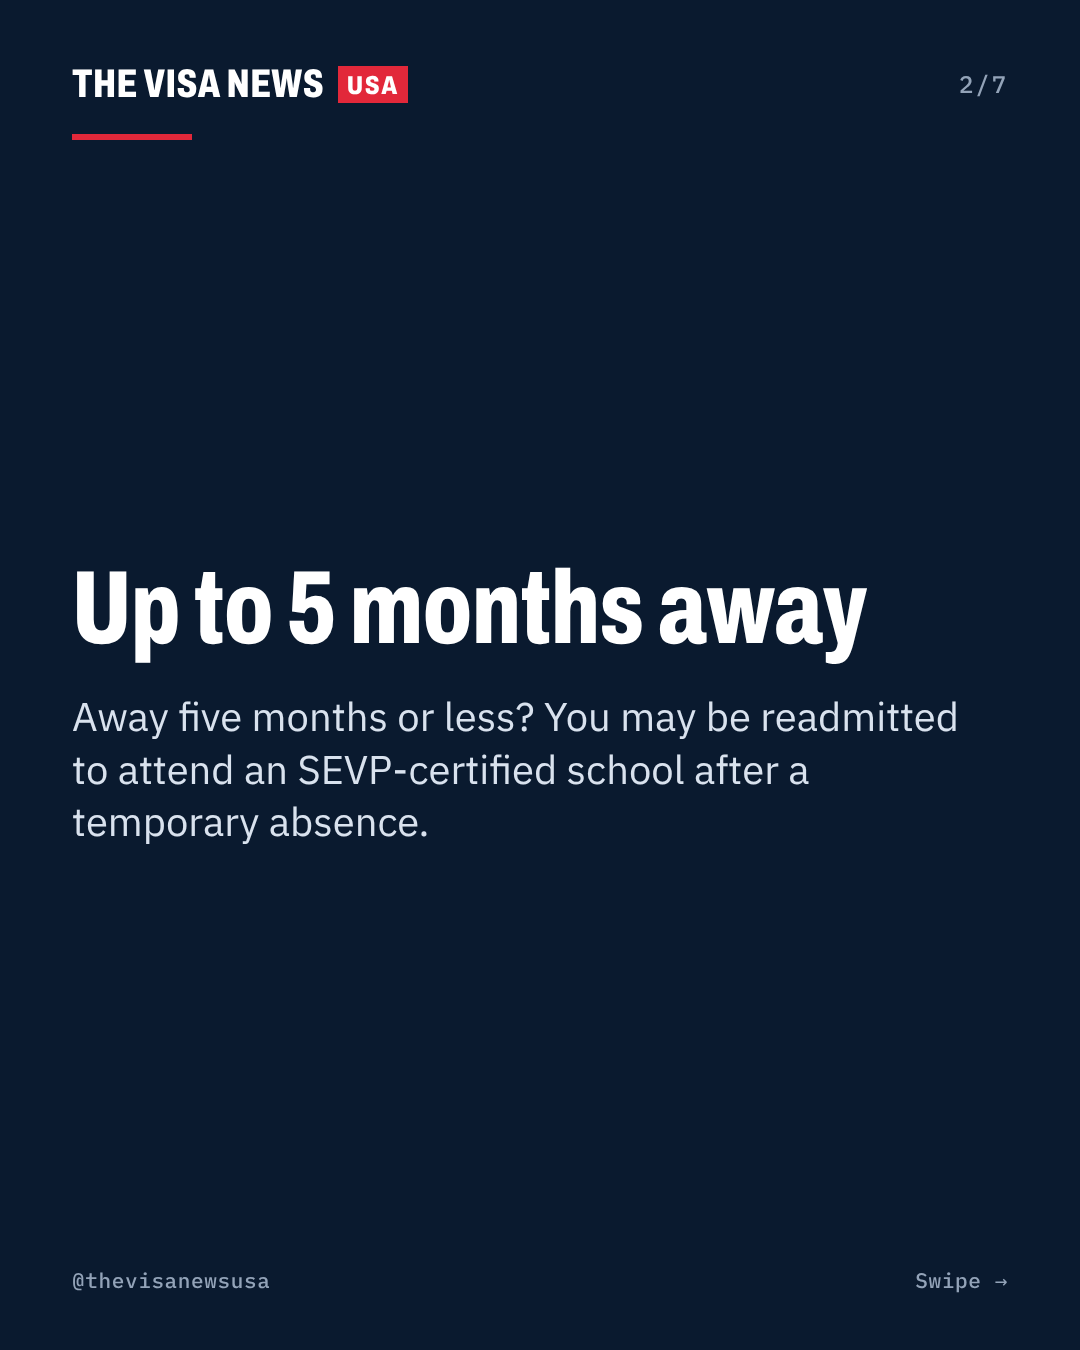 THE VISA NEWS USA
2/7
Up to 5 months away
Away five months or less? You may be readmitted
to attend an SEVP-certified school after a
temporary absence.
@thevisanewsusa
Swipe →